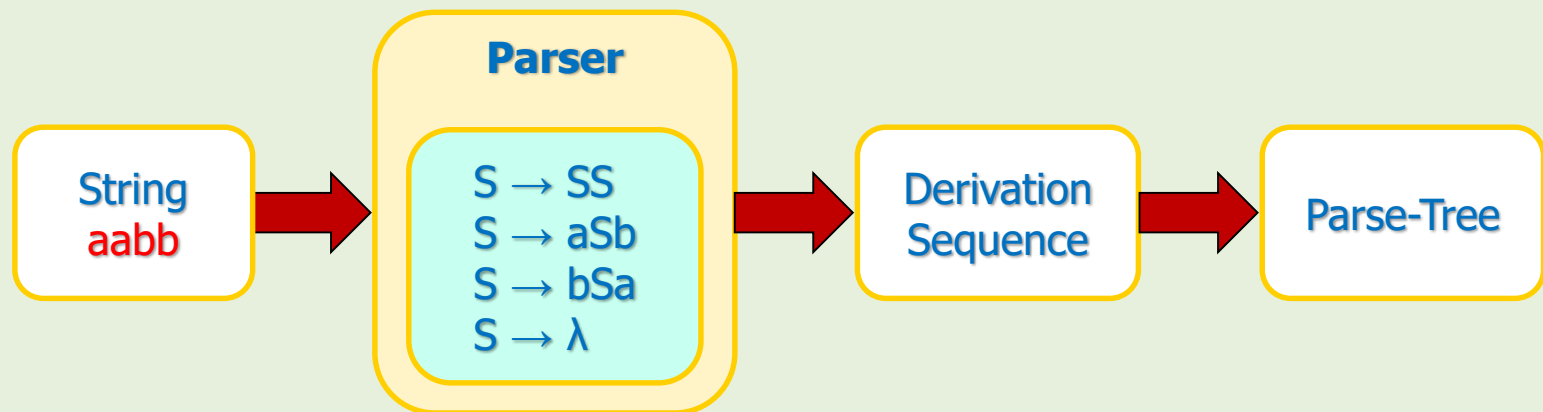 Parser
String
aabb
S → SS
S → aSb
S → bSa
S → λ
Derivation
Sequence
Parse-Tree